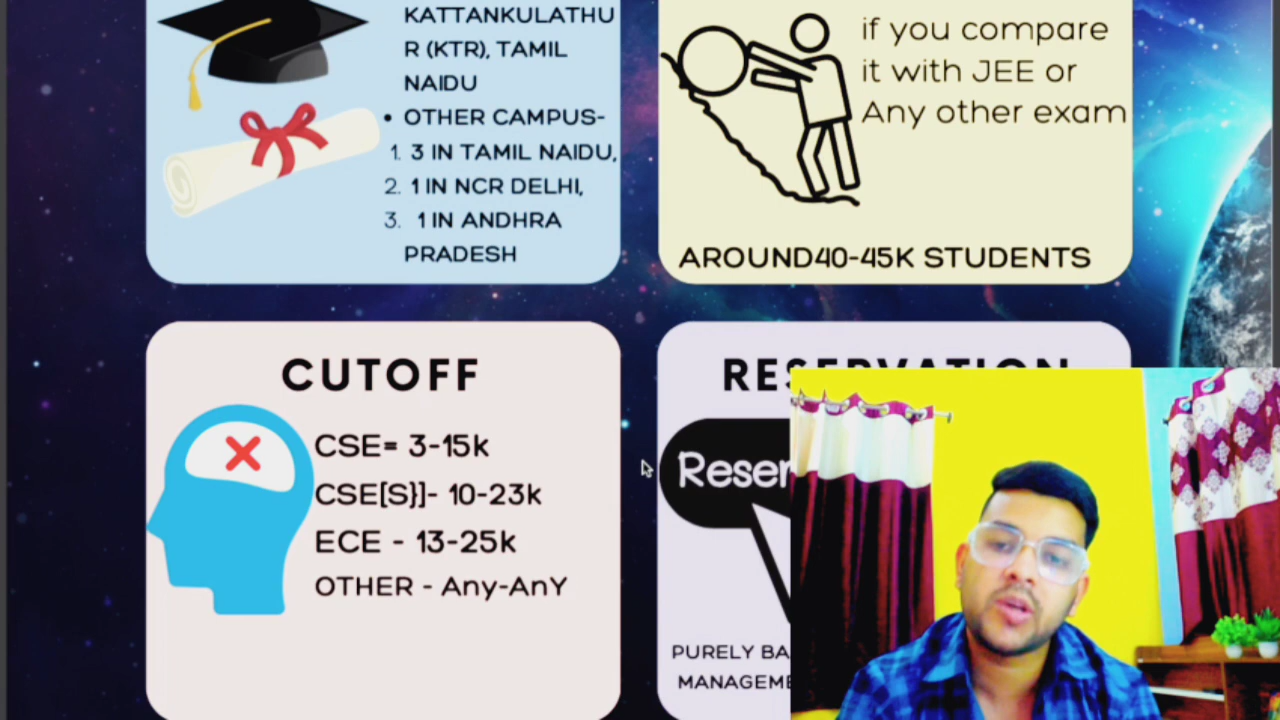 KATTANKULATHU
R (KTR), TAMIL
NAIDU
• OTHER CAMPUS-
1. 3 IN TAMIL NAIDU,
2. 1 IN NCR DELHI,
3. 1 IN ANDHRA
PRADESH
if you compare
it with JEE or
Any other exam
AROUND40-45K STUDENTS
CUTOFF
CSE= 3-15k
CSE[S}]- 10-23k
ECE - 13-25k
OTHER - Any-AnY
RESERVATION
Reser
PURELY BA
MANAGEME